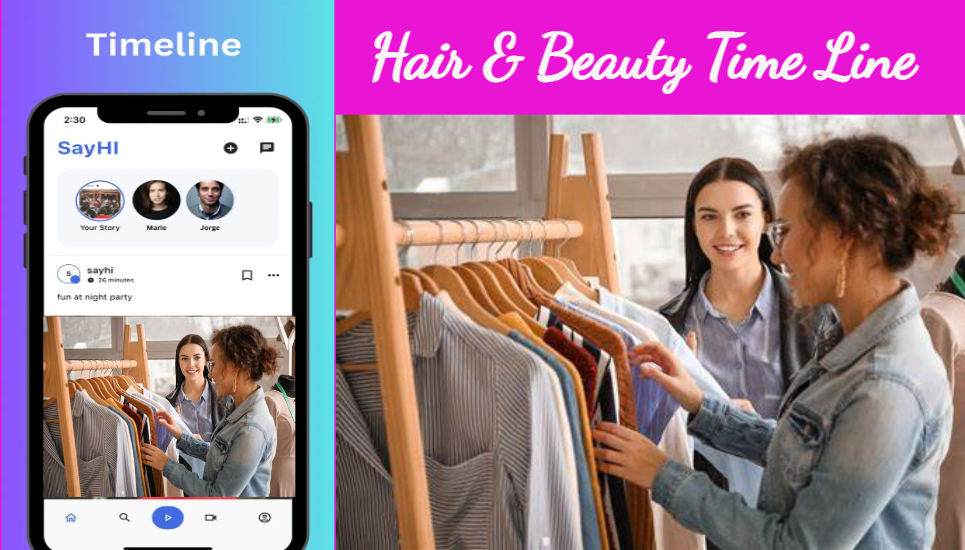 Timeline
Hair & Beauty Time Line
2:30
SayHI
Your Story
Marie
Jorge
S
sayhi
26 minutes
fun at night party